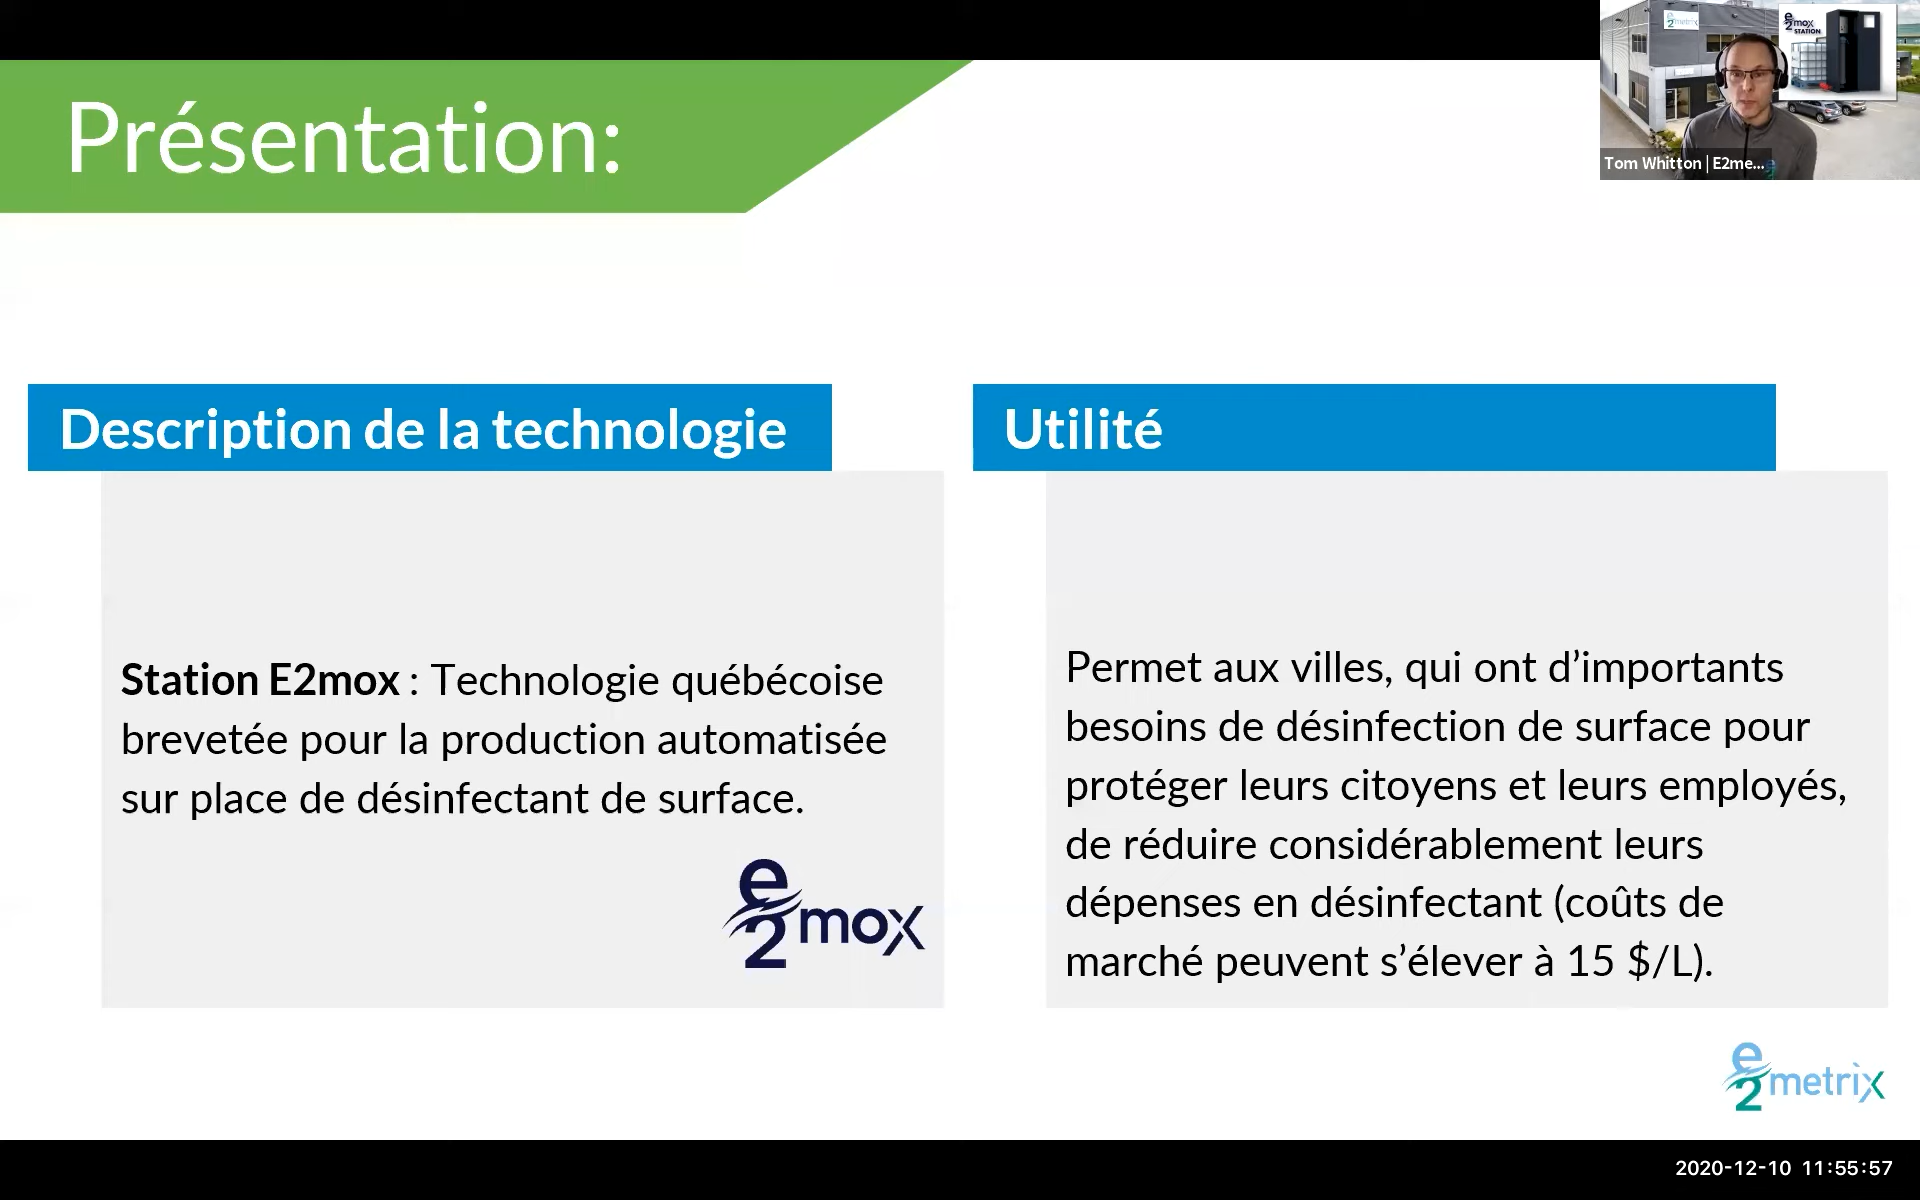 Présentation:
e2metrix
e2mox
STATION
Tom Whitton | E2me...
Description de la technologie
Station E2mox : Technologie québécoise
brevetée pour la production automatisée
sur place de désinfectant de surface.
e2mox
Utilité
Permet aux villes, qui ont d’importants
besoins de désinfection de surface pour
protéger leurs citoyens et leurs employés,
de réduire considérablement leurs
dépenses en désinfectant (coûts de
marché peuvent s’élever à 15 $/L).
e2metrix
2020-12-10 11:55:57